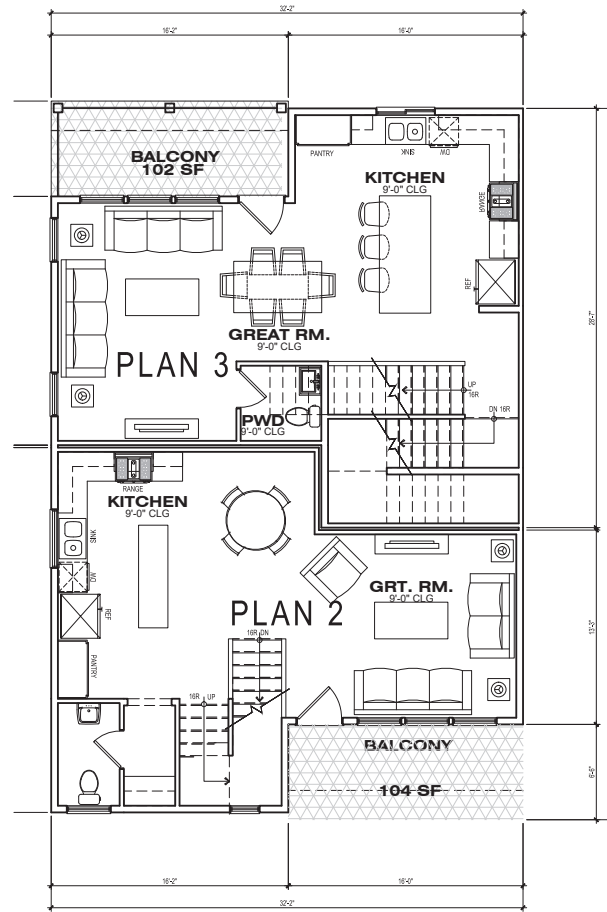 32'-2"
16'-2"
16'-0"
BALCONY
102 SF
PANTRY
SINK
DW
KITCHEN
9'-0" CLG
RANGE
REF
GREAT RM.
9'-0" CLG
PLAN 3
PWD
9'-0" CLG
UP
16R
DN 16R
28'-7"
RANGE
KITCHEN
9'-0" CLG
SINK
DW
REF
PANTRY
GRT. RM.
9'-0" CLG
PLAN 2
16R DN
16R UP
13'-3"
BALCONY
104 SF
6'-6"
16'-2"
16'-0"
32'-2"